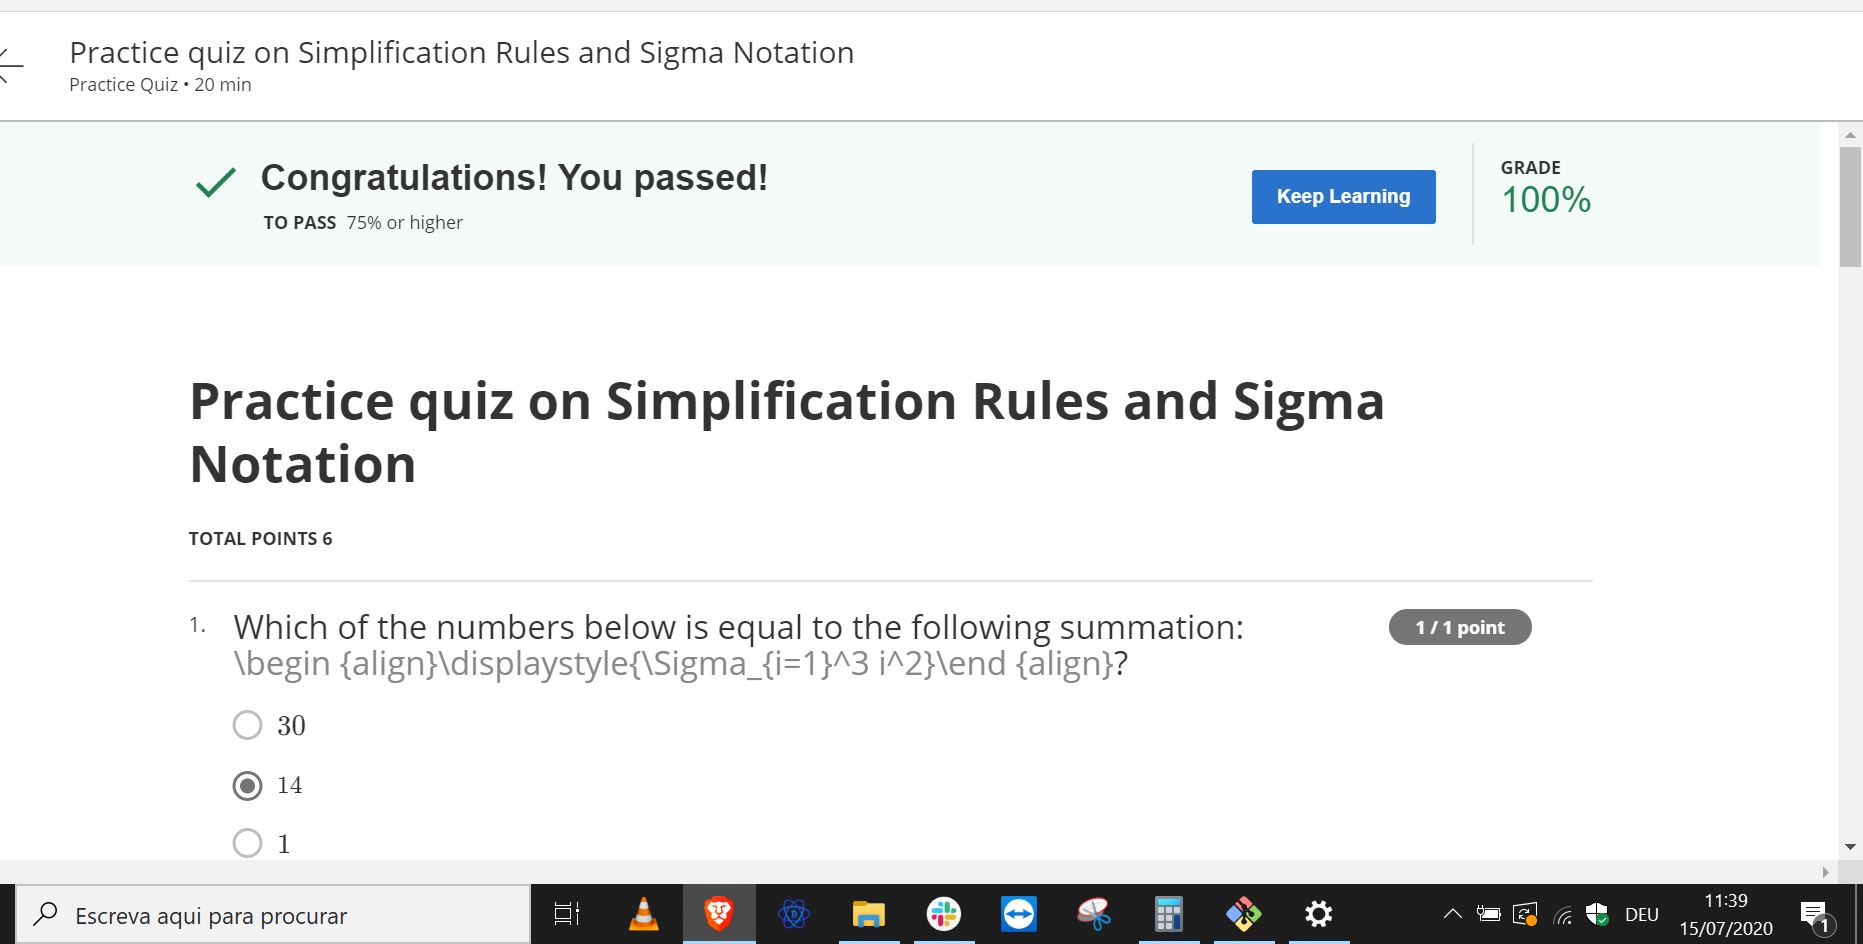 Practice quiz on Simplification Rules and Sigma Notation
Practice Quiz • 20 min
Congratulations! You passed!
TO PASS 75% or higher
Keep Learning
GRADE
100%
Practice quiz on Simplification Rules and Sigma
Notation
TOTAL POINTS 6
1. Which of the numbers below is equal to the following summation:
\begin {align}\displaystyle{\Sigma_{i=1}^3 i^2}\end {align}?
1 / 1 point
30
14
1
Escreva aqui para procurar
DEU
11:39
15/07/2020
1